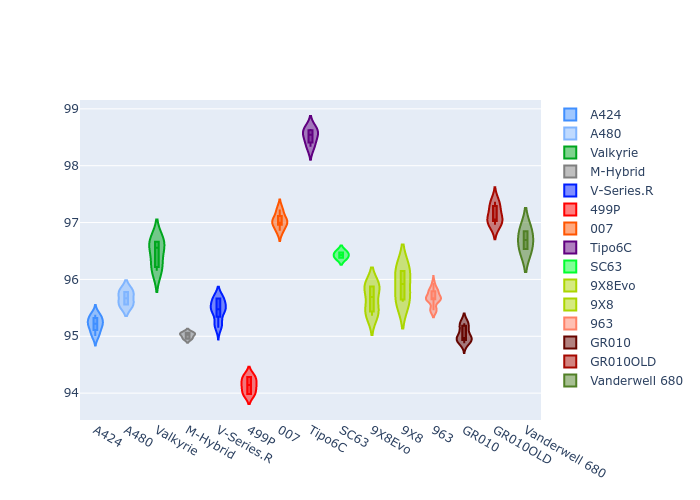 99
98
97
96
95
94
A424
A480
Valkyrie
M-Hybrid
V-Series.R
499P
007
Tipo6C
SC63
9X8Evo
9X8
963
GR010
GR010OLD
Vanderwell 680
A424
A480
Valkyrie
M-Hybrid
V-Series.R
499P
007
Tipo6C
SC63
9X8Evo
9X8
963
GR010
GR010OLD
Vanderwell 680